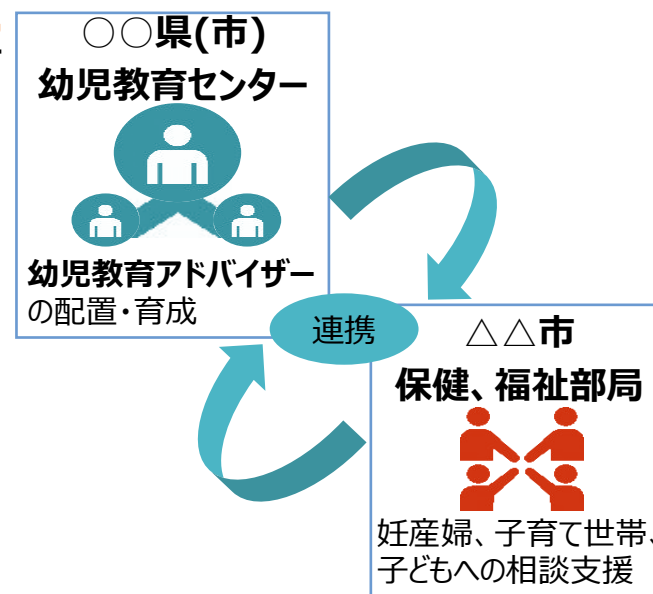 ○○県(市)
幼児教育センター
幼児教育アドバイザー
の配置・育成
連携
△△市
保健、福祉部局
妊産婦、子育て世帯、
子どもへの相談支援